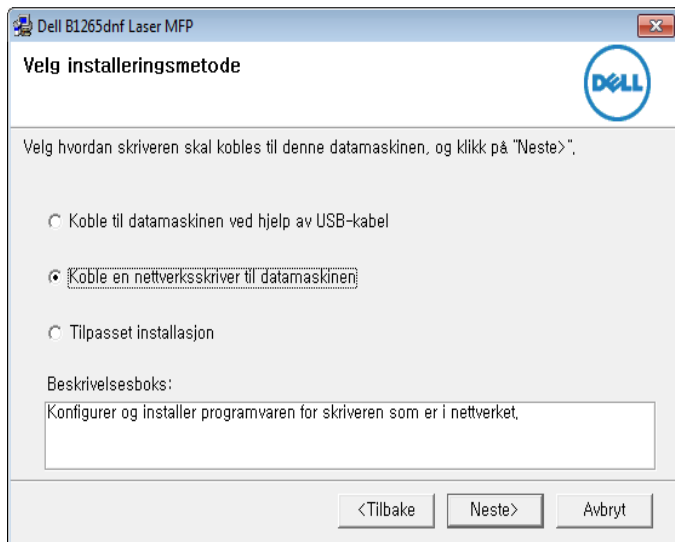 Dell B1265dnf Laser MFP
Velg installeringsmetode
DELL
Velg hvordan skriveren skal kobles til denne datamaskinen, og klikk på "Neste>",
Koble til datamaskinen ved hjelp av USB-kabel
Koble en nettverksskriver til datamaskinen
Tilpasset installasjon
Beskrivelsesboks:
Konfigurer og installer programvaren for skriveren som er i nettverket,
<Tilbake Neste> Avbryt